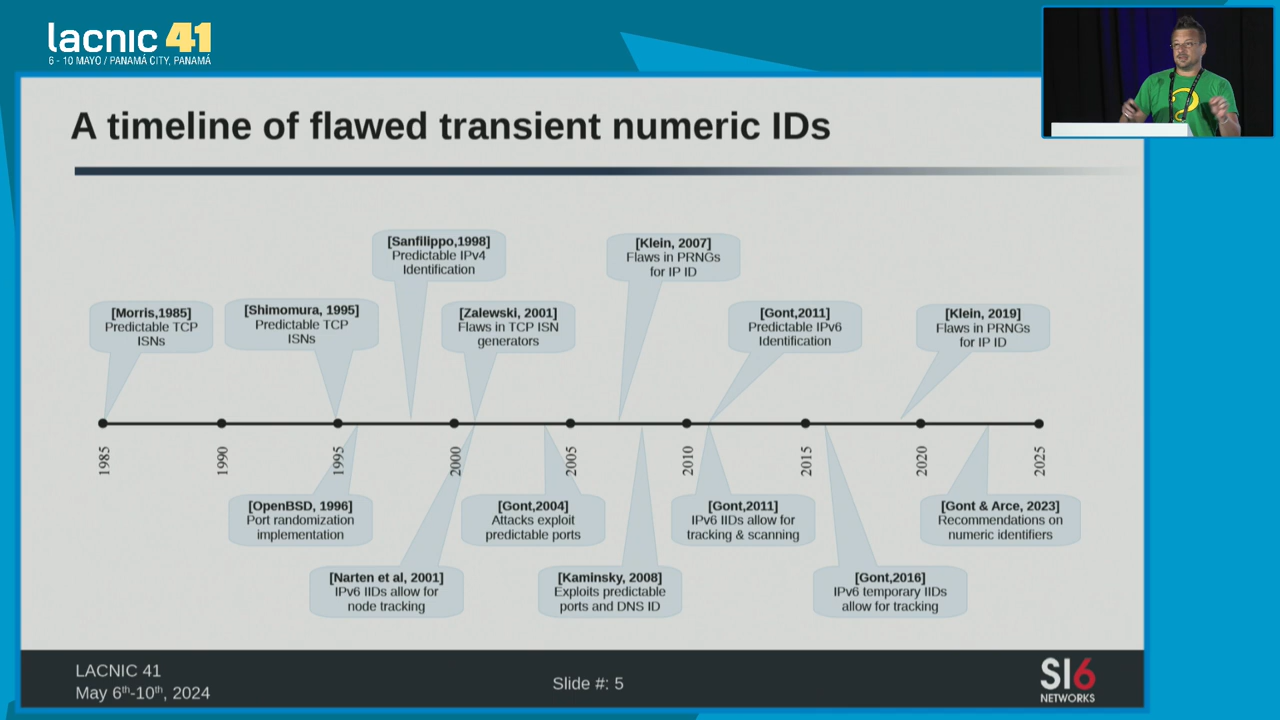 lacnic 41
6 - 10 MAYO / PANAMÁ CITY, PANAMÁ
A timeline of flawed transient numeric IDs
[Sanfilippo,1998]
Predictable IPv4
Identification
[Klein, 2007]
Flaws in PRNGs
for IP ID
[Morris,1985]
Predictable TCP
ISNs
[Shimomura, 1995]
Predictable TCP
ISNs
[Zalewski, 2001]
Flaws in TCP ISN
generators
[Gont,2011]
Predictable IPv6
Identification
[Klein, 2019]
Flaws in PRNGs
for IP ID
1985
1990
1995
2000
2005
2010
2015
2020
2025
[OpenBSD, 1996]
Port randomization
implementation
[Gont,2004]
Attacks exploit
predictable ports
[Gont,2011]
IPv6 IIDs allow for
tracking & scanning
[Gont & Arce, 2023]
Recommendations on
numeric identifiers
[Narten et al, 2001]
IPv6 IIDs allow for
node tracking
[Kaminsky, 2008]
Exploits predictable
ports and DNS ID
[Gont,2016]
IPv6 temporary IIDs
allow for tracking
LACNIC 41
May 6th-10th, 2024
Slide #: 5
SI6
NETWORKS